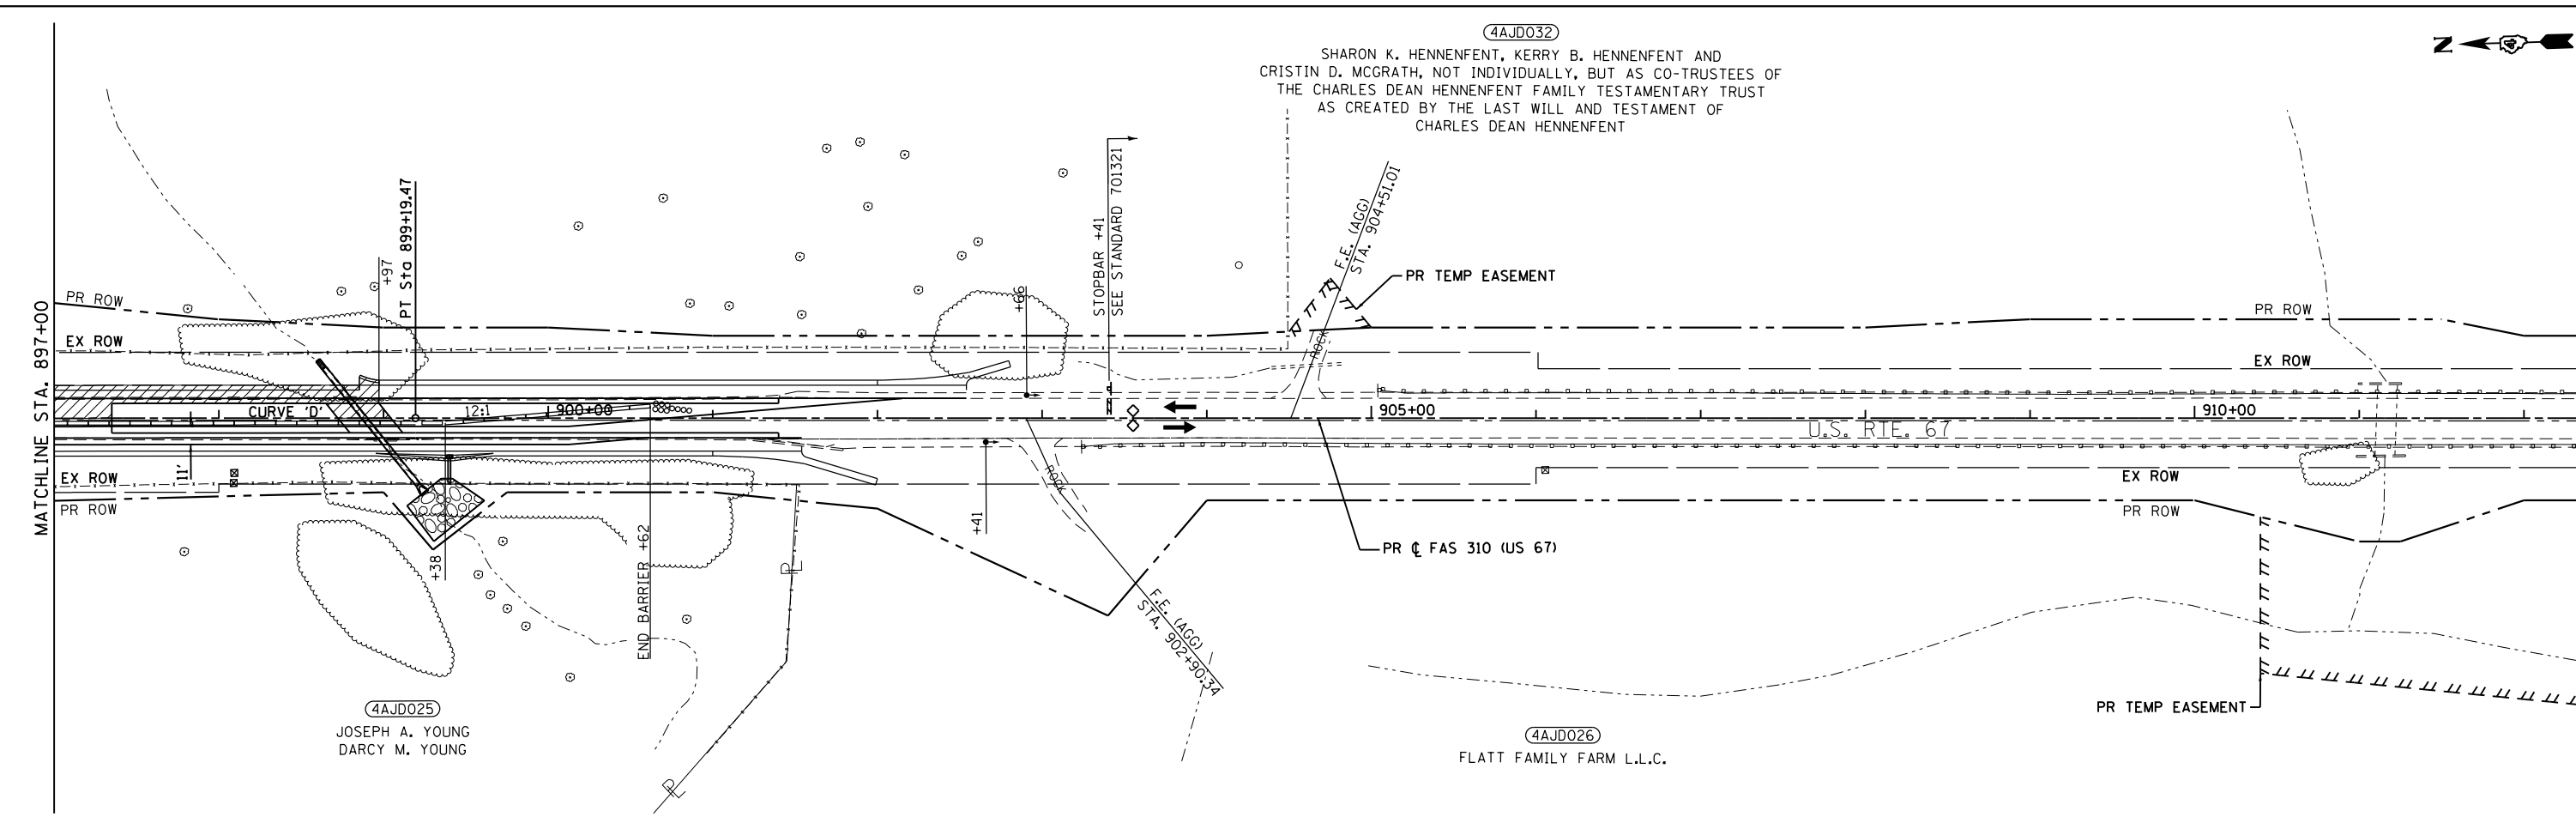 4AJD032
SHARON K. HENNENFENT, KERRY B. HENNENFENT AND
CRISTIN D. MCGRATH, NOT INDIVIDUALLY, BUT AS CO-TRUSTEES OF
THE CHARLES DEAN HENNENFENT FAMILY TESTAMENTARY TRUST
AS CREATED BY THE LAST WILL AND TESTAMENT OF
CHARLES DEAN HENNENFENT
N
MATCHLINE STA. 897+00
PR ROW
EX ROW
+97
PT Sta 899+19.47
CURVE 'D'
12:1
900+00
+66
STOPBAR +41
SEE STANDARD 701321
F.E. (AGG)
STA. 904+51.01
ROCK
PR TEMP EASEMENT
905+00
910+00
PR ROW
EX ROW
U.S. RTE. 67
11'
EX ROW
PR ROW
+38
END BARRIER +62
PL
PL
+41
ROCK
F.E. (AGG)
STA. 902+90.34
PR CL FAS 310 (US 67)
EX ROW
PR ROW
PR TEMP EASEMENT
4AJD025
JOSEPH A. YOUNG
DARCY M. YOUNG
4AJD026
FLATT FAMILY FARM L.L.C.